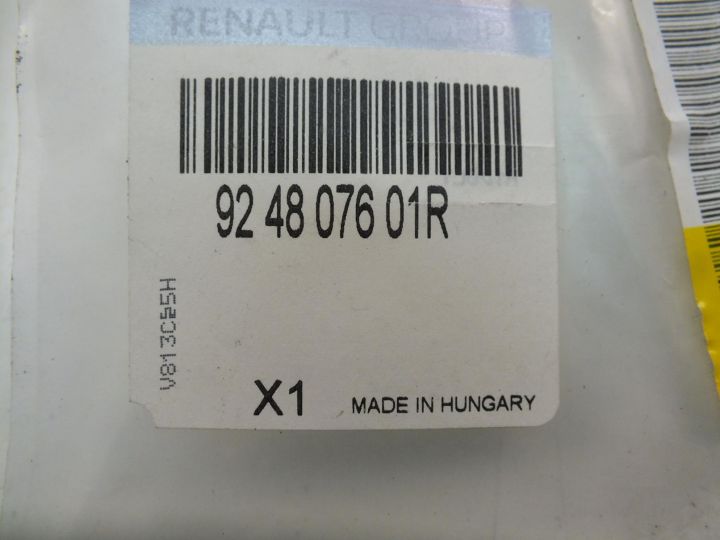 RENAULT GROUP
92 48 076 01R
V813C25H
X1 MADE IN HUNGARY